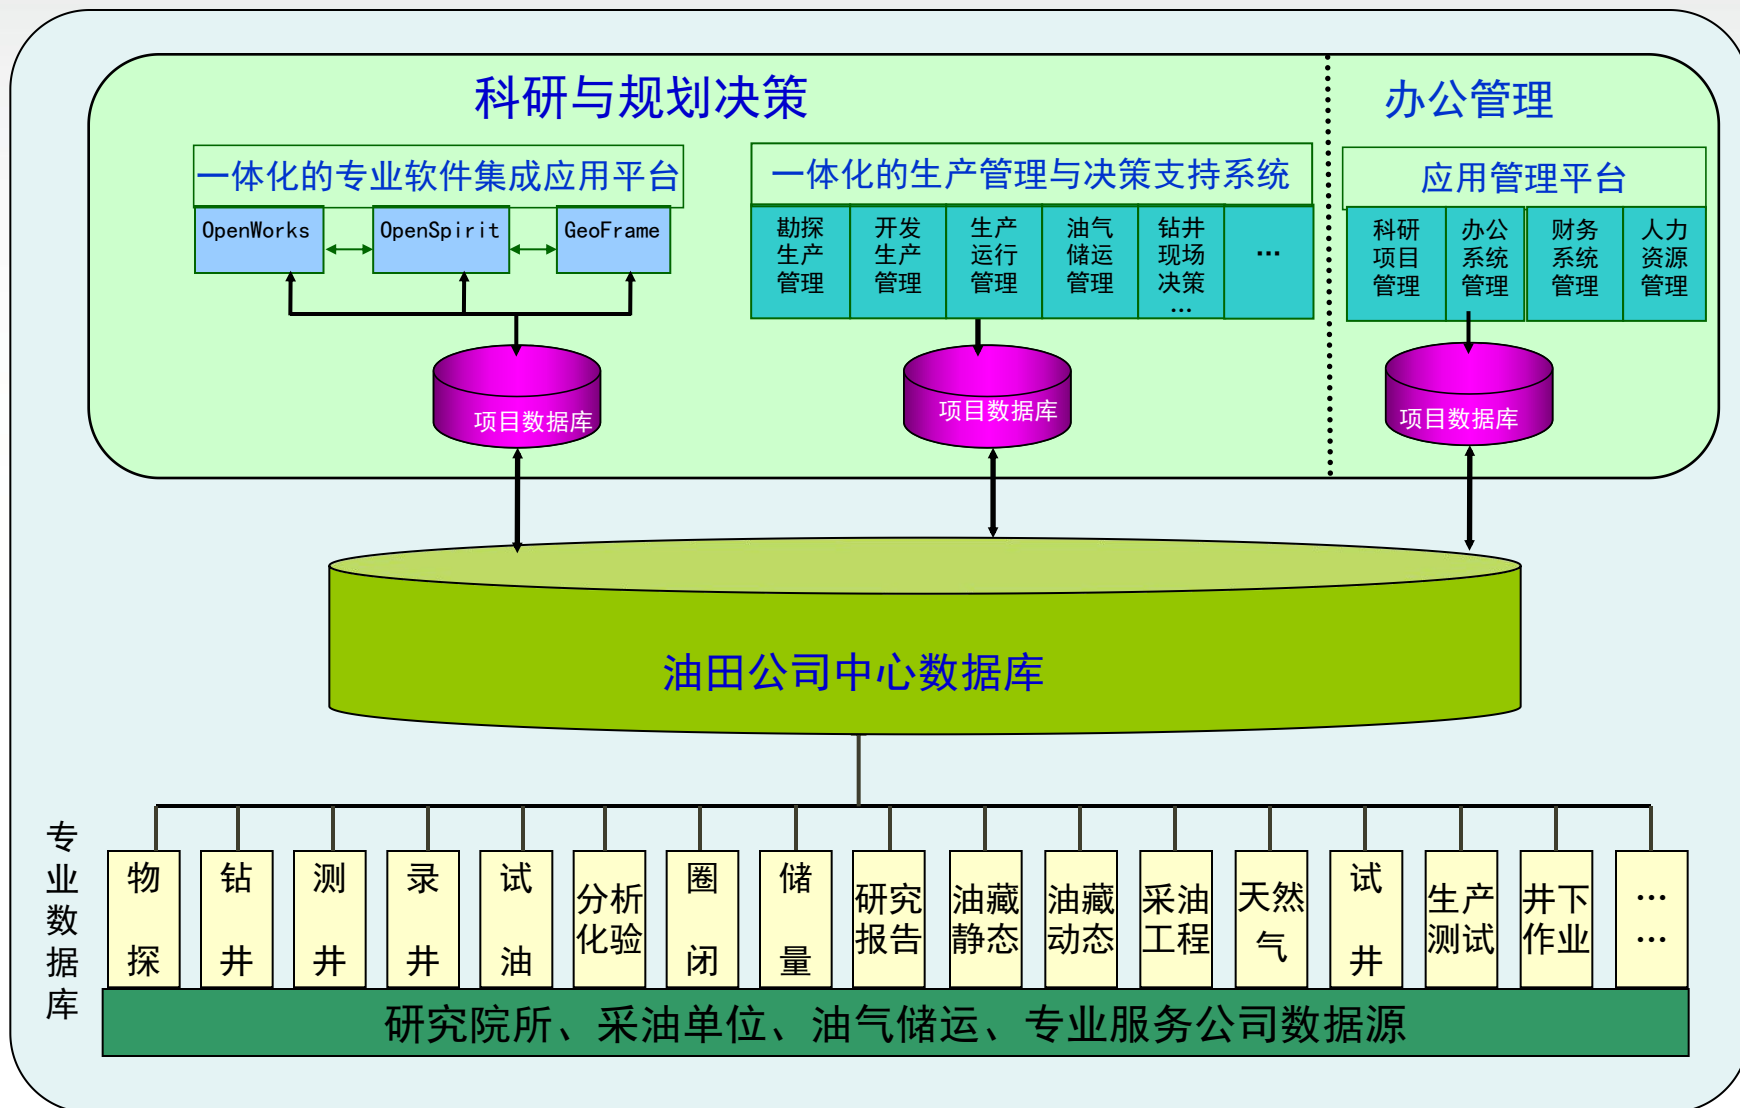 科研与规划决策
办公管理
一体化的专业软件集成应用平台
OpenWorks
OpenSpirit
GeoFrame
一体化的生产管理与决策支持系统
勘探
生产
管理
开发
生产
管理
生产
运行
管理
油气
储运
管理
钻井
现场
决策
...
...
应用管理平台
科研
项目
管理
办公
系统
管理
财务
系统
管理
人力
资源
管理
项目数据库
项目数据库
项目数据库
油田公司中心数据库
专业数据库
物探
钻井
测井
录井
试油
分析
化验
圈闭
储量
研究
报告
油藏
静态
油藏
动态
采油
工程
天然
气
试井
生产
测试
井下
作业
...
...
研究院所、采油单位、油气储运、专业服务公司数据源